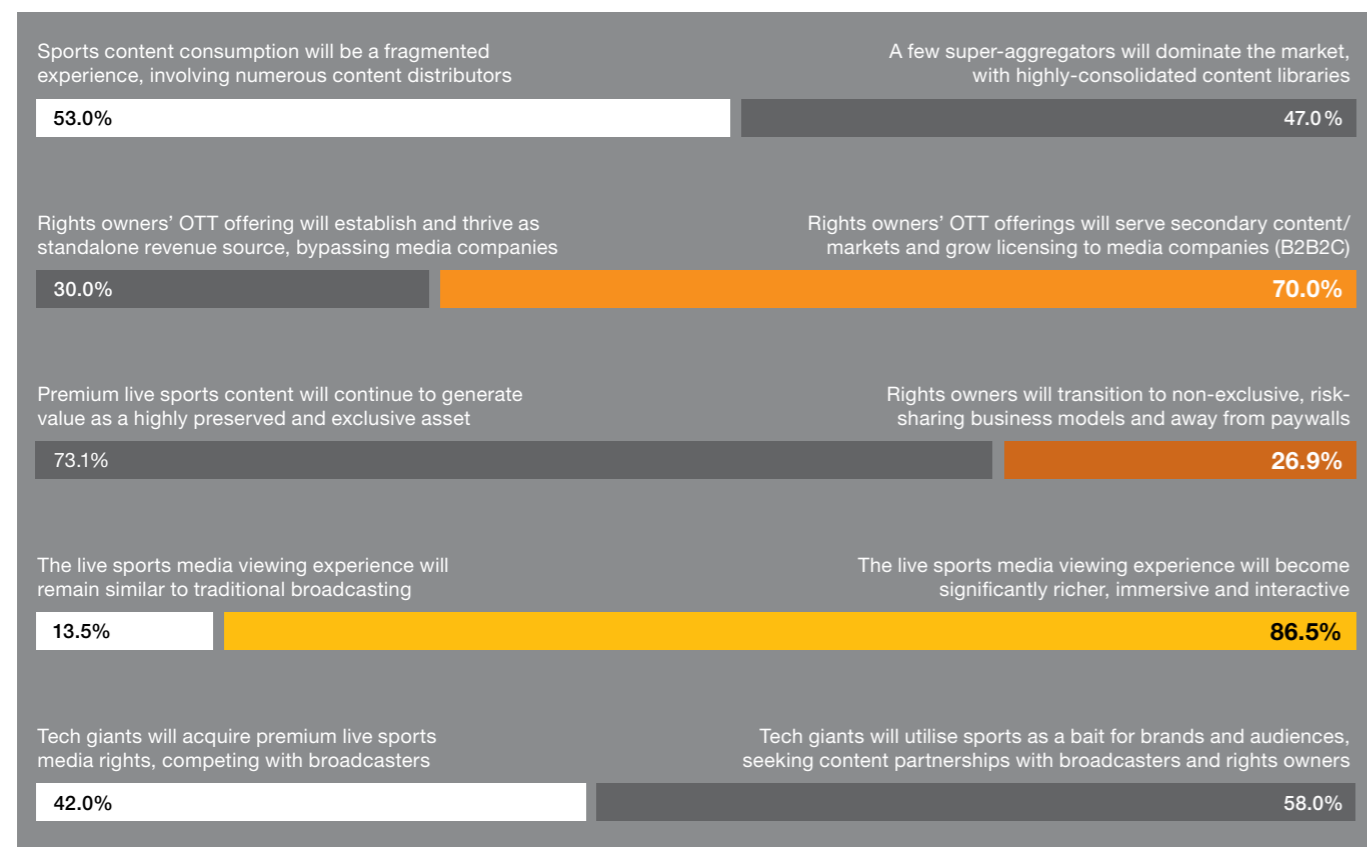 Sports content consumption will be a fragmented
experience, involving numerous content distributors
A few super-aggregators will dominate the market,
with highly-consolidated content libraries
53.0%
47.0%
Rights owners' OTT offering will establish and thrive as
standalone revenue source, bypassing media companies
Rights owners' OTT offerings will serve secondary content/
markets and grow licensing to media companies (B2B2C)
30.0%
70.0%
Premium live sports content will continue to generate
value as a highly preserved and exclusive asset
Rights owners will transition to non-exclusive, risk-
sharing business models and away from paywalls
73.1%
26.9%
The live sports media viewing experience will
remain similar to traditional broadcasting
The live sports media viewing experience will become
significantly richer, immersive and interactive
13.5%
86.5%
Tech giants will acquire premium live sports
media rights, competing with broadcasters
Tech giants will utilise sports as a bait for brands and audiences,
seeking content partnerships with broadcasters and rights owners
42.0%
58.0%